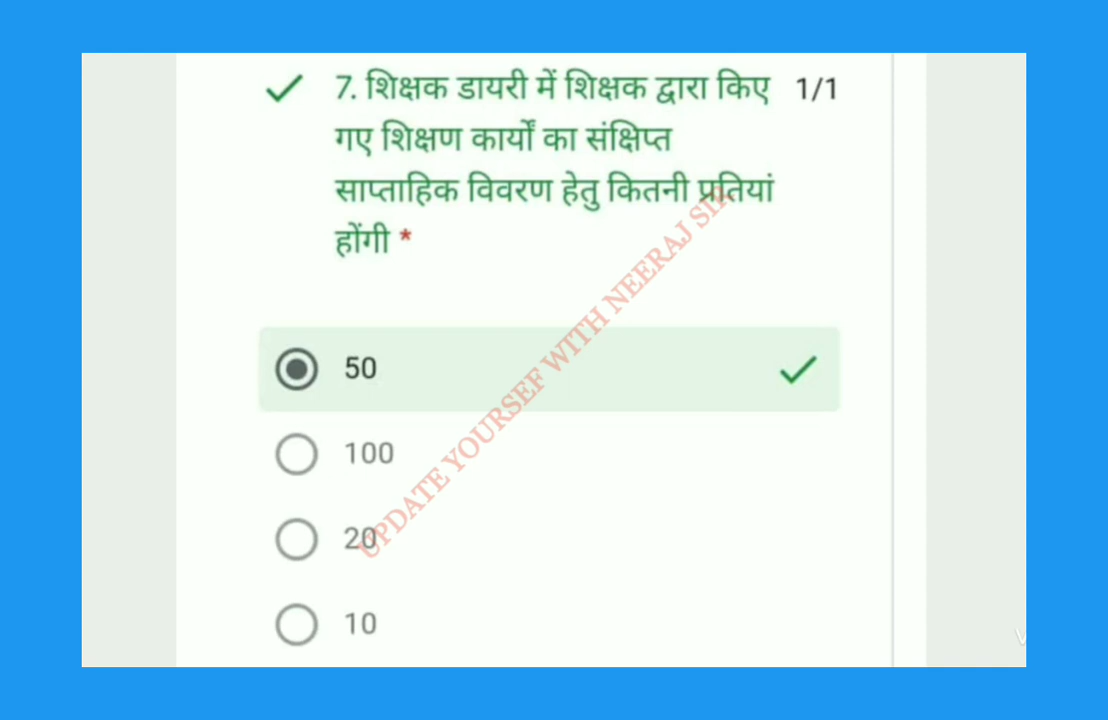 7. शिक्षक डायरी में शिक्षक द्वारा किए 1/1
गए शिक्षण कार्यों का संक्षिप्त
साप्ताहिक विवरण हेतु कितनी प्रतियां
होंगी *
50
100
20
10
UPDATE YOURSEF WITH NEERAJ SIR